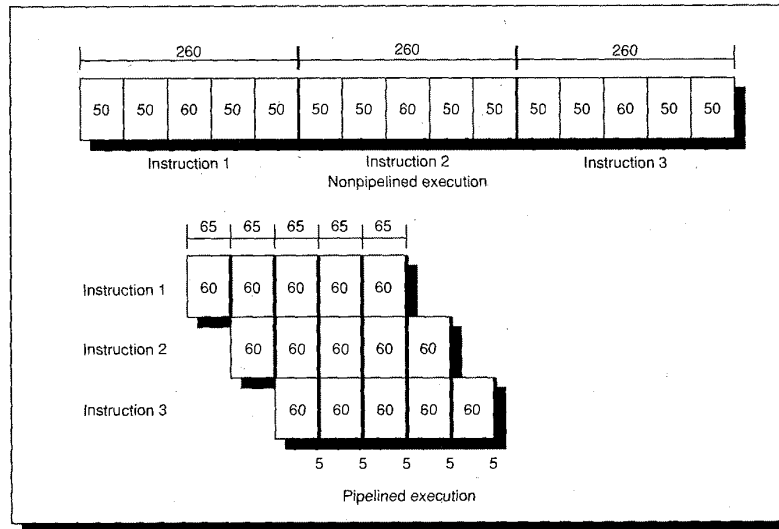 260 260 260
50 50 60 50 50 50 50 60 50 50 50 50 60 50 50
Instruction 1 Instruction 2 Instruction 3
Nonpipelined execution
65 65 65 65 65
Instruction 1 60 60 60 60 60
Instruction 2 60 60 60 60 60
Instruction 3 60 60 60 60 60
5 5 5 5 5
Pipelined execution